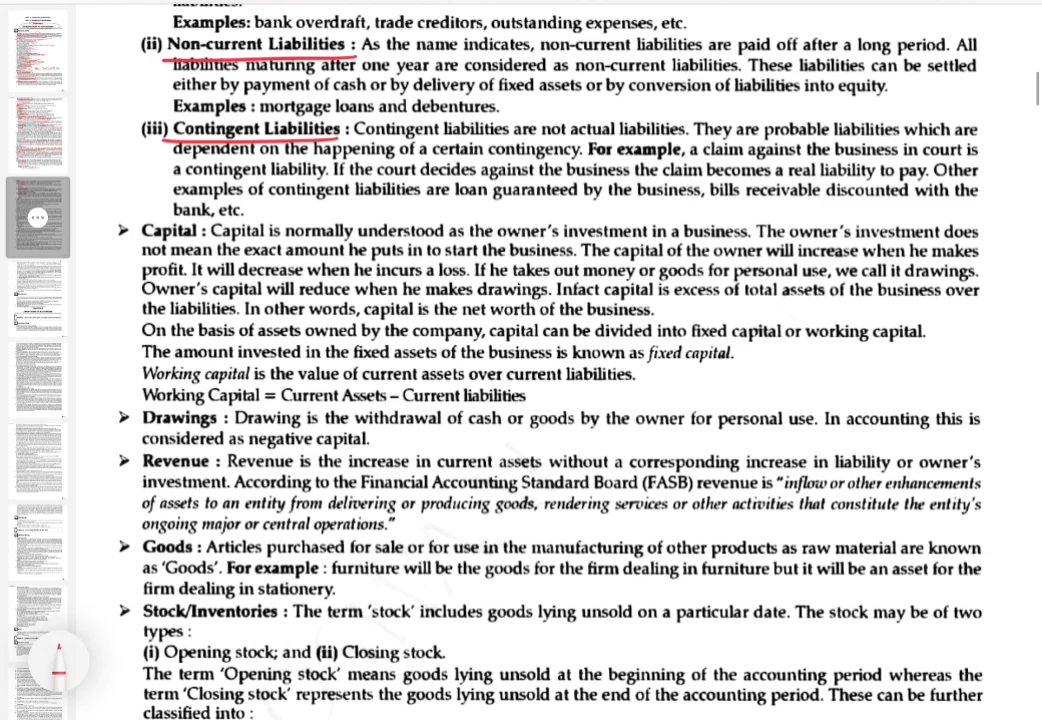 Examples: bank overdraft, trade creditors, outstanding expenses, etc.
(ii) Non-current Liabilities : As the name indicates, non-current liabilities are paid off after a long period. All
liabilities maturing after one year are considered as non-current liabilities. These liabilities can be settled
either by payment of cash or by delivery of fixed assets or by conversion of liabilities into equity.
Examples : mortgage loans and debentures.
(iii) Contingent Liabilities : Contingent liabilities are not actual liabilities. They are probable liabilities which are
dependent on the happening of a certain contingency. For example, a claim against the business in court is
a contingent liability. If the court decides against the business the claim becomes a real liability to pay. Other
examples of contingent liabilities are loan guaranteed by the business, bills receivable discounted with the
bank, etc.
➤ Capital : Capital is normally understood as the owner's investment in a business. The owner's investment does
not mean the exact amount he puts in to start the business. The capital of the owner will increase when he makes
profit. It will decrease when he incurs a loss. If he takes out money or goods for personal use, we call it drawings.
Owner's capital will reduce when he makes drawings. Infact capital is excess of total assets of the business over
the liabilities. In other words, capital is the net worth of the business.
On the basis of assets owned by the company, capital can be divided into fixed capital or working capital.
The amount invested in the fixed assets of the business is known as fixed capital.
Working capital is the value of current assets over current liabilities.
Working Capital = Current Assets – Current liabilities
➤ Drawings : Drawing is the withdrawal of cash or goods by the owner for personal use. In accounting this is
considered as negative capital.
➤ Revenue : Revenue is the increase in current assets without a corresponding increase in liability or owner's
investment. According to the Financial Accounting Standard Board (FASB) revenue is "inflow or other enhancements
of assets to an entity from delivering or producing goods, rendering services or other activities that constitute the entity's
ongoing major or central operations."
➤ Goods : Articles purchased for sale or for use in the manufacturing of other products as raw material are known
as 'Goods'. For example : furniture will be the goods for the firm dealing in furniture but it will be an asset for the
firm dealing in stationery.
➤ Stock/Inventories : The term 'stock' includes goods lying unsold on a particular date. The stock may be of two
types :
(i) Opening stock; and (ii) Closing stock.
The term 'Opening stock' means goods lying unsold at the beginning of the accounting period whereas the
term 'Closing stock' represents the goods lying unsold at the end of the accounting period. These can be further
classified into :